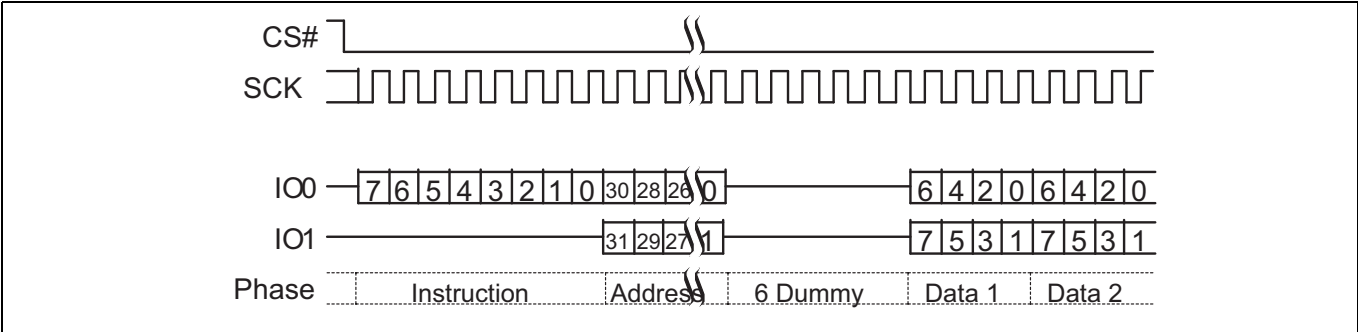 CS#
SCK
IO0 7 6 5 4 3 2 1 0 30 28 26 0 6 4 2 0 6 4 2 0
IO1 31 29 27 1 7 5 3 1 7 5 3 1
Phase Instruction Address 6 Dummy Data 1 Data 2